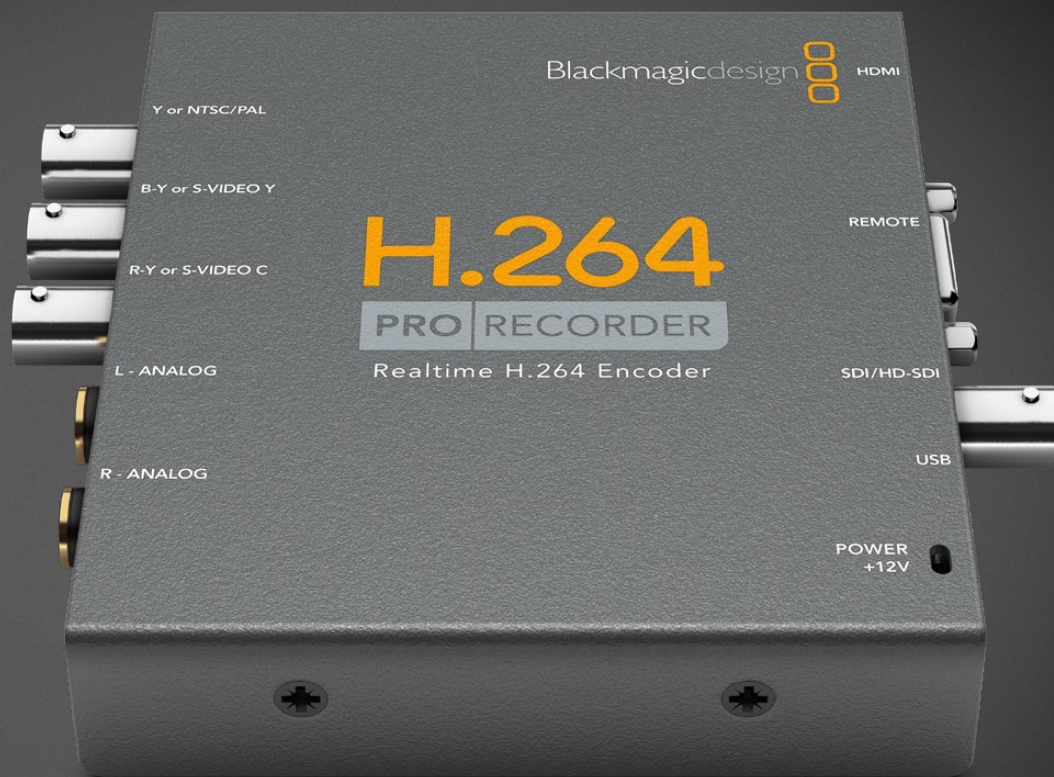 Blackmagicdesign
HDMI
Y or NTSC/PAL
B-Y or S-VIDEO Y
REMOTE
H.264
R-Y or S-VIDEO C
PRO RECORDER
L - ANALOG
Realtime H.264 Encoder
SDI/HD-SDI
USB
R - ANALOG
POWER
+12V